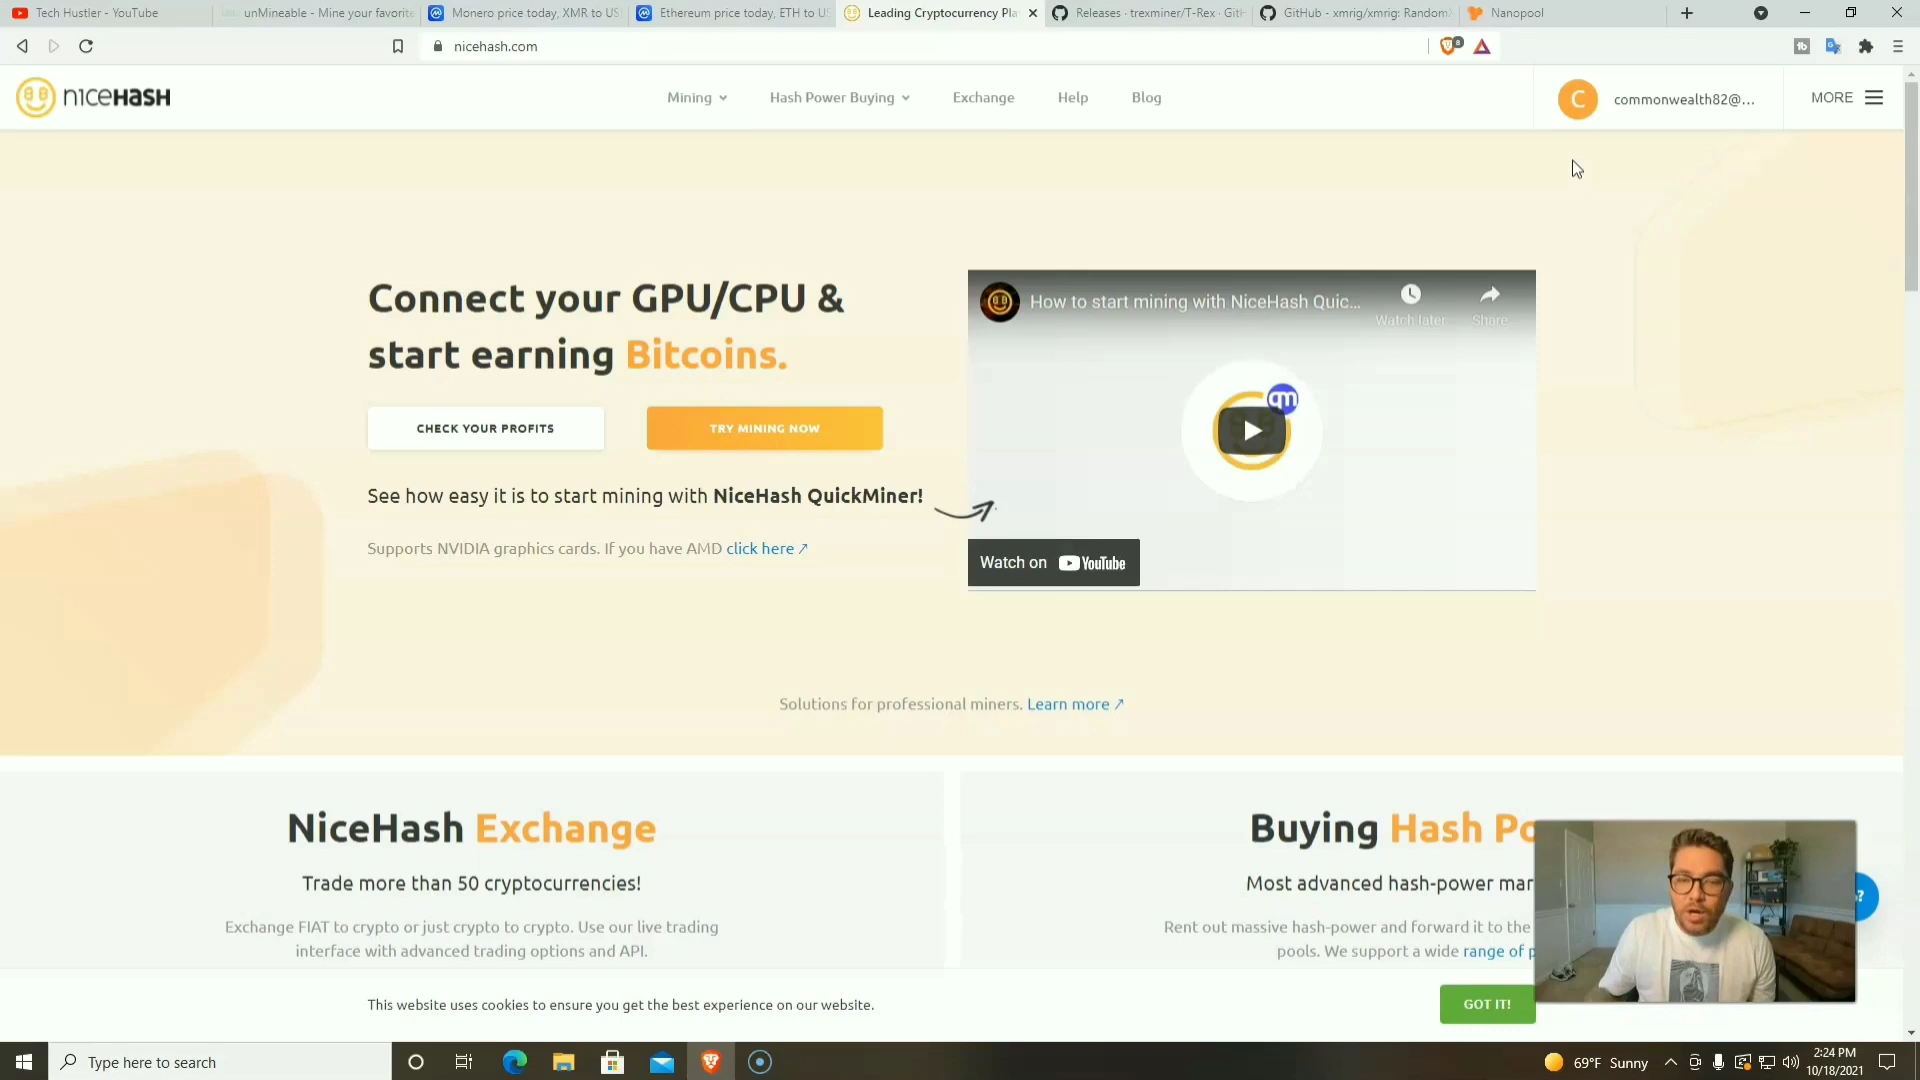 Tech Hustler - YouTube
unMineable - Mine your favorite
Monero price today, XMR to US
Ethereum price today, ETH to US
Leading Cryptocurrency Pla
Releases · trexminer/T-Rex · GitH
GitHub - xmrig/xmrig: Random
Nanopool
nicehash.com
8
NICEHASH
Mining
Hash Power Buying
Exchange
Help
Blog
C
commonwealth82@...
MORE
Connect your GPU/CPU &
start earning Bitcoins.
CHECK YOUR PROFITS
TRY MINING NOW
See how easy it is to start mining with NiceHash QuickMiner!
Supports NVIDIA graphics cards. If you have AMD click here ↗
How to start mining with NiceHash Quic...
Watch later
Share
qm
Watch on YouTube
Solutions for professional miners. Learn more ↗
NiceHash Exchange
Trade more than 50 cryptocurrencies!
Exchange FIAT to crypto or just crypto to crypto. Use our live trading
interface with advanced trading options and API.
Buying Hash Po
Most advanced hash-power mar
Rent out massive hash-power and forward it to the
pools. We support a wide range of p
?
This website uses cookies to ensure you get the best experience on our website.
GOT IT!
Type here to search
69°F Sunny
2:24 PM
10/18/2021